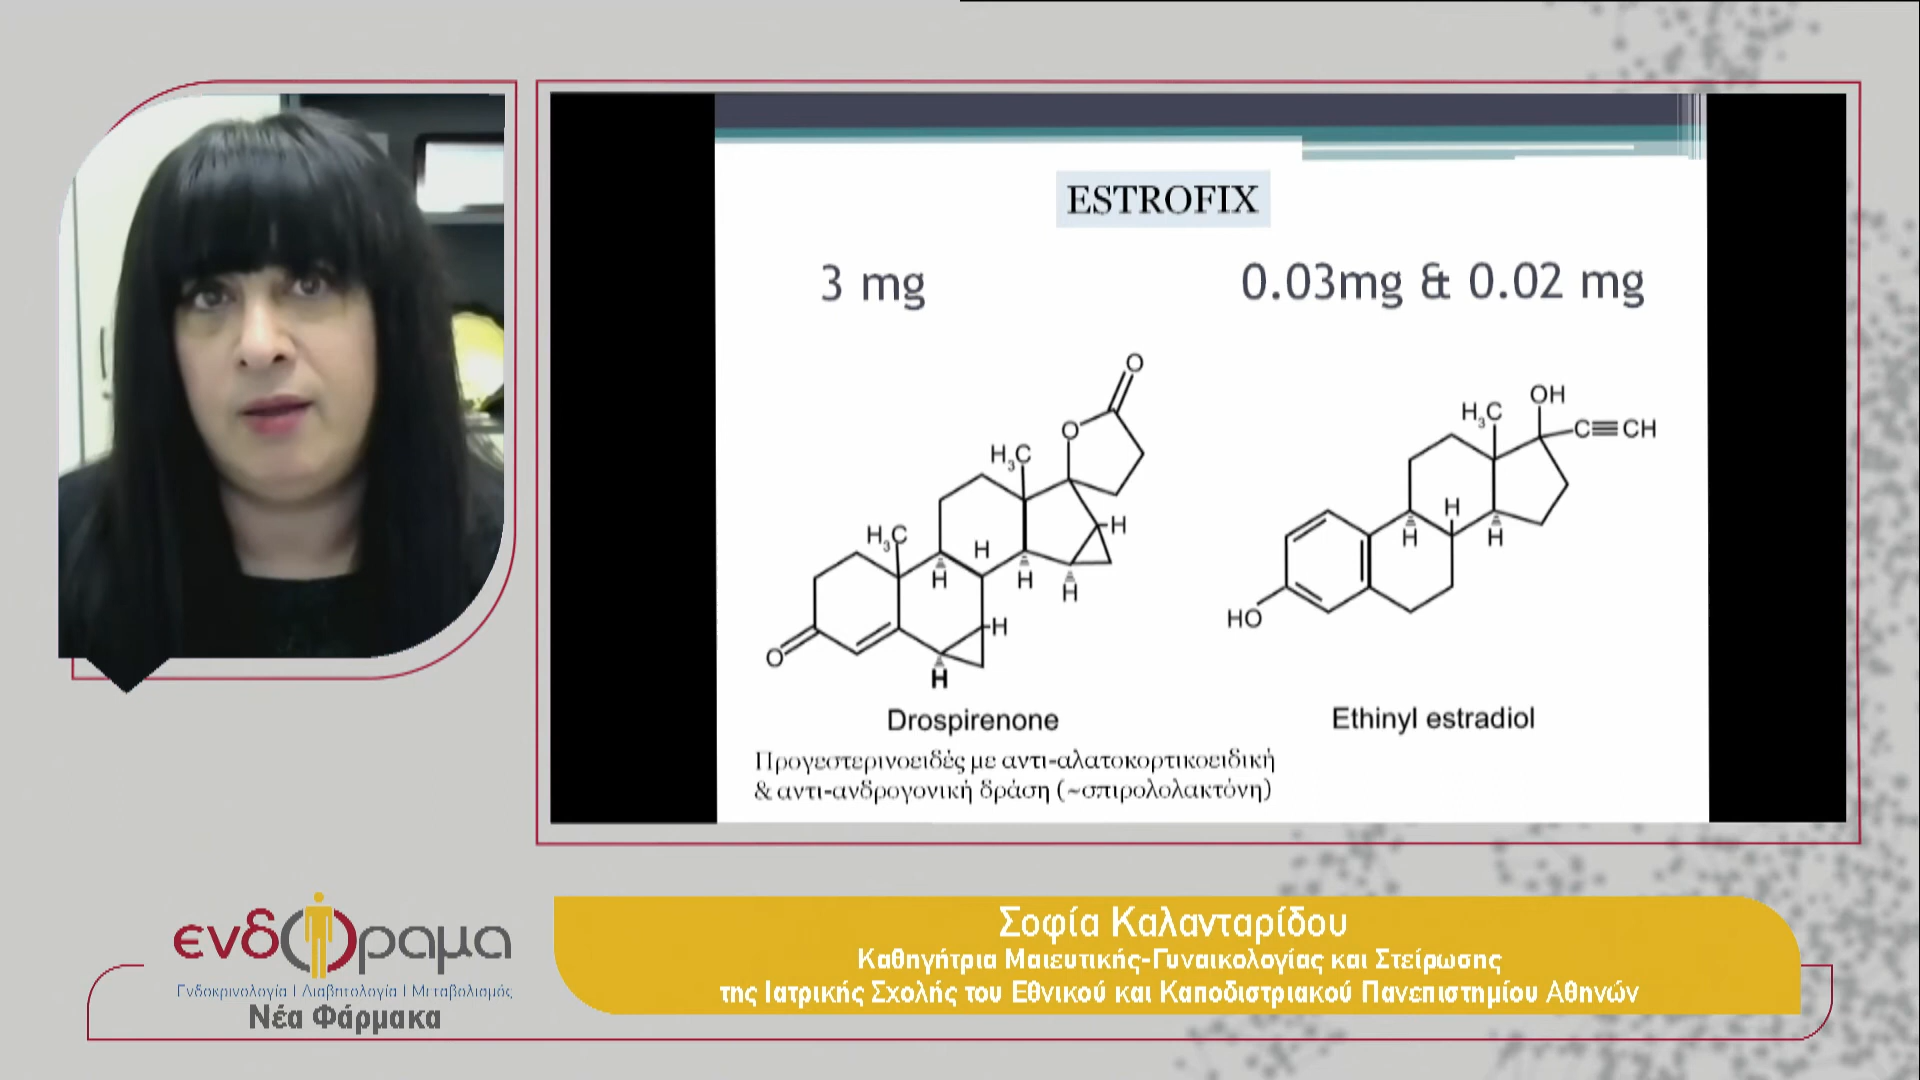 ESTROFIX
3 mg
0.03mg & 0.02 mg
O
O
H₃C
H₃C
H
H
H
H
H
H
H
O
Drospirenone
OH
H₃C
C≡CH
H
H
H
HO
Ethinyl estradiol
Προγεστερινοειδές με αντι-αλατοκορτικοειδική
& αντι-ανδρογονική δράση (~σπιρολολακτόνη)
ενδόραμα
Ενδοκρινολογία | Διαβητολογία | Μεταβολισμός
Νέα Φάρμακα
Σοφία Καλανταρίδου
Καθηγήτρια Μαιευτικής-Γυναικολογίας και Στείρωσης
της Ιατρικής Σχολής του Εθνικού και Καποδιστριακού Πανεπιστημίου Αθηνών